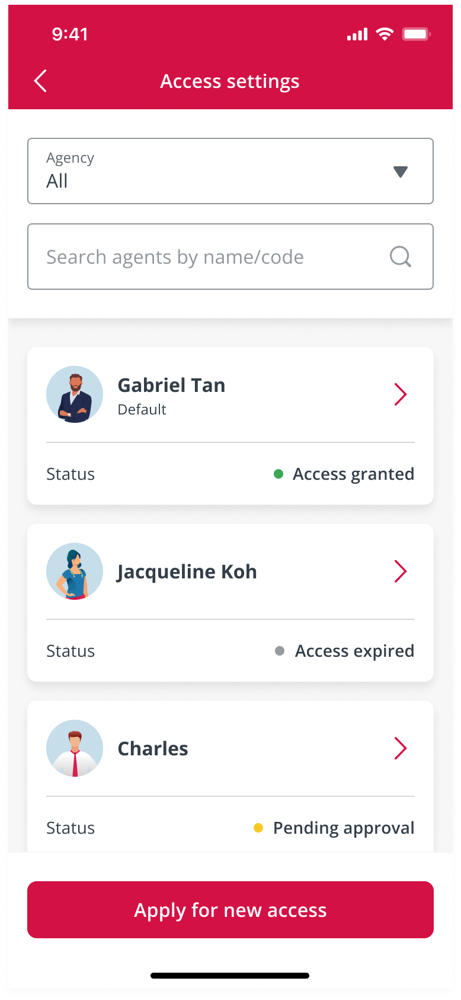 9:41
Access settings
Agency
All
Search agents by name/code
Gabriel Tan
Default
Status
Access granted
Jacqueline Koh
Status
Access expired
Charles
Status
Pending approval
Apply for new access